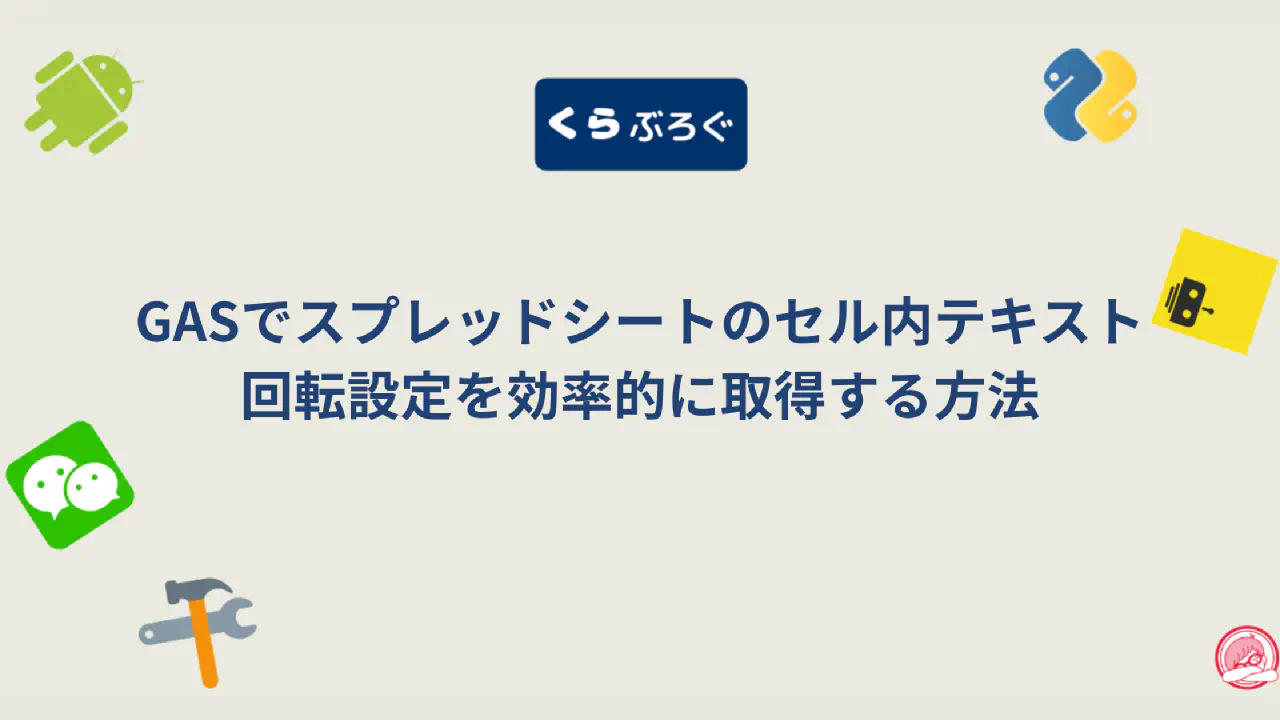 くらぶろぐ
GASでスプレッドシートのセル内テキスト
回転設定を効率的に取得する方法